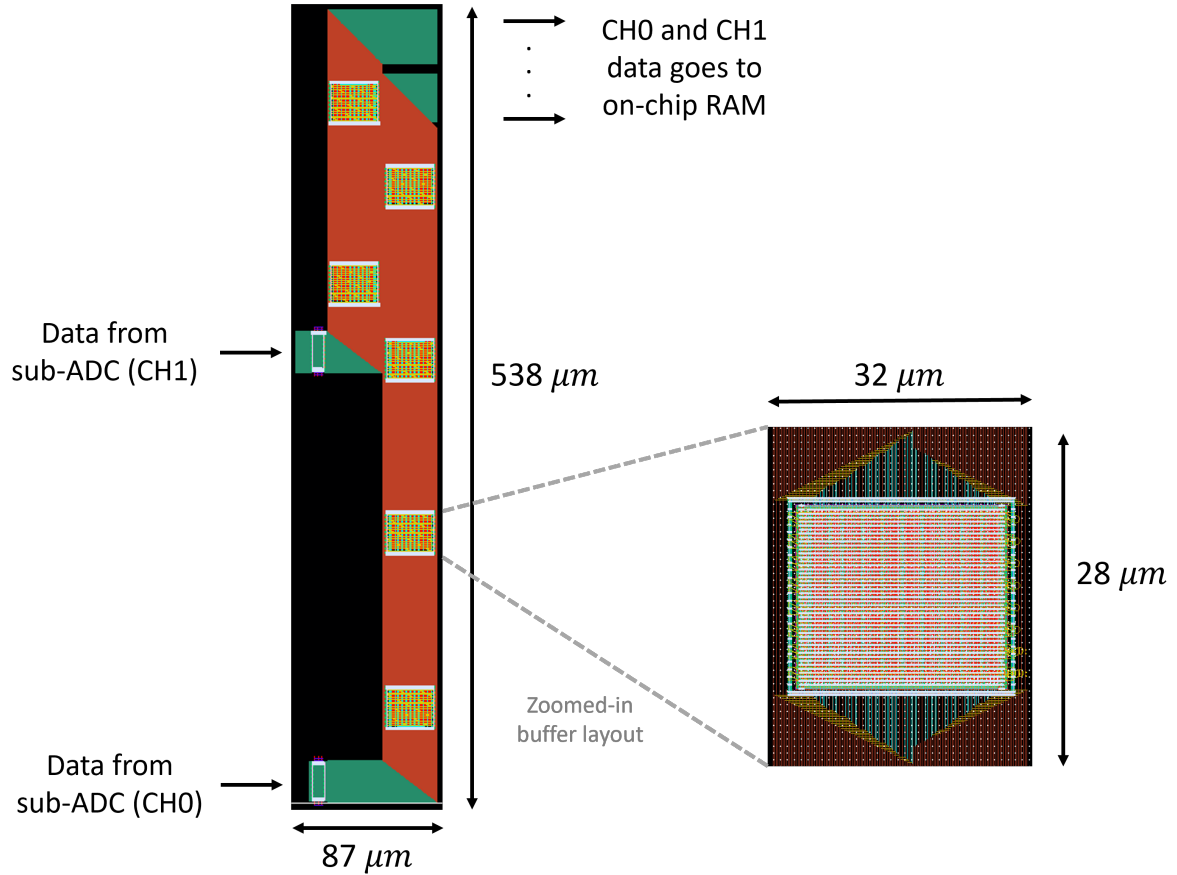 CH0 and CH1
data goes to
on-chip RAM
Data from
sub-ADC (CH1)
538 μm
32 μm
28 μm
Zoomed-in
buffer layout
Data from
sub-ADC (CH0)
87 μm